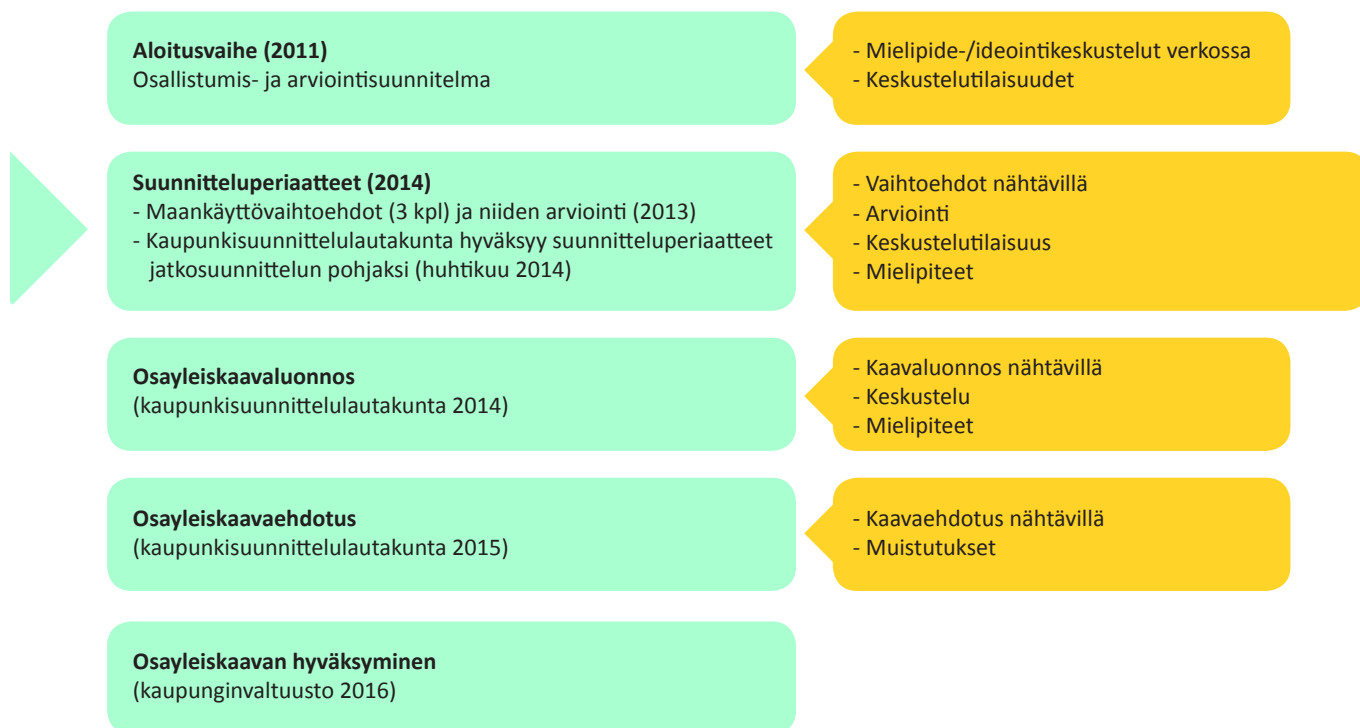 Aloitusvaihe (2011)
Osallistumis- ja arviointisuunnitelma
- Mielipide-/ideointikeskustelut verkossa
- Keskustelutilaisuudet
Suunnitteluperiaatteet (2014)
- Maankäyttövaihtoehdot (3 kpl) ja niiden arviointi (2013)
- Kaupunkisuunnittelulautakunta hyväksyy suunnitteluperiaatteet
jatkosuunnittelun pohjaksi (huhtikuu 2014)
- Vaihtoehdot nähtävillä
- Arviointi
- Keskustelutilaisuus
- Mielipiteet
Osayleiskaavaluonnos
(kaupunkisuunnittelulautakunta 2014)
- Kaavaluonnos nähtävillä
- Keskustelu
- Mielipiteet
Osayleiskaavaehdotus
(kaupunkisuunnittelulautakunta 2015)
- Kaavaehdotus nähtävillä
- Muistutukset
Osayleiskaavan hyväksyminen
(kaupunginvaltuusto 2016)